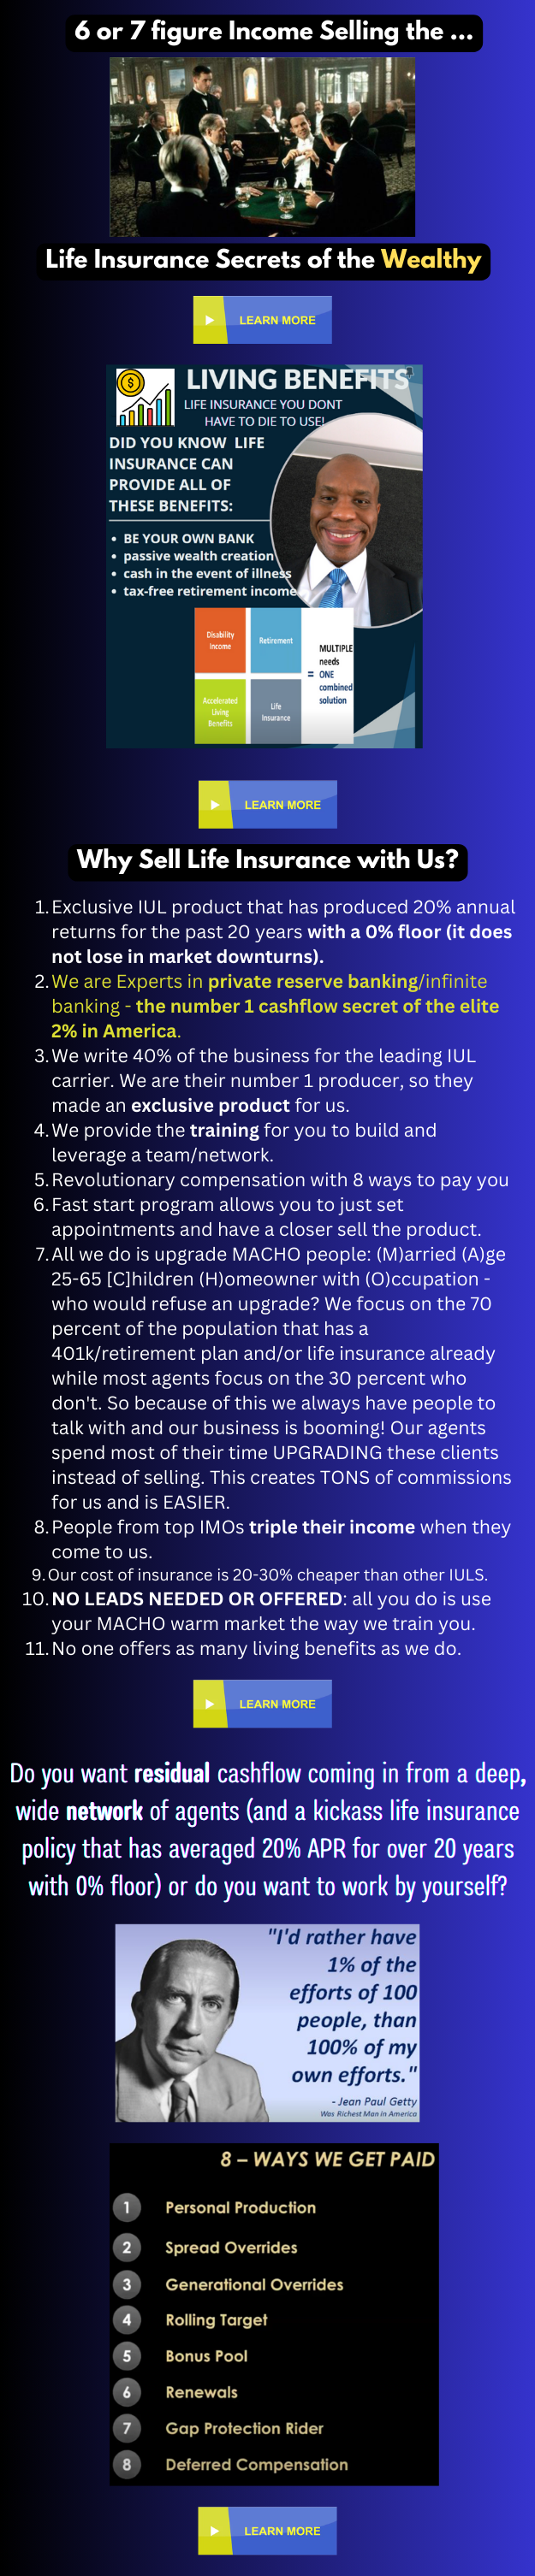 6 or 7 figure Income Selling the ...
Life Insurance Secrets of the Wealthy
LEARN MORE
LIVING BENEFITS
LIFE INSURANCE YOU DONT
HAVE TO DIE TO USE!
DID YOU KNOW LIFE
INSURANCE CAN
PROVIDE ALL OF
THESE BENEFITS:
• BE YOUR OWN BANK
• passive wealth creation
• cash in the event of illness
• tax-free retirement income
Disability
Income
Retirement
Accelerated
Living
Benefits
Life
Insurance
MULTIPLE
needs
= ONE
combined
solution
LEARN MORE
Why Sell Life Insurance with Us?
1. Exclusive IUL product that has produced 20% annual
returns for the past 20 years with a 0% floor (it does
not lose in market downturns).
2. We are Experts in private reserve banking/infinite
banking - the number 1 cashflow secret of the elite
2% in America.
3. We write 40% of the business for the leading IUL
carrier. We are their number 1 producer, so they
made an exclusive product for us.
4. We provide the training for you to build and
leverage a team/network.
5. Revolutionary compensation with 8 ways to pay you
6. Fast start program allows you to just set
appointments and have a closer sell the product.
7. All we do is upgrade MACHO people: (M)arried (A)ge
25-65 [C]hildren (H)omeowner with (O)ccupation -
who would refuse an upgrade? We focus on the 70
percent of the population that has a
401k/retirement plan and/or life insurance already
while most agents focus on the 30 percent who
don't. So because of this we always have people to
talk with and our business is booming! Our agents
spend most of their time UPGRADING these clients
instead of selling. This creates TONS of commissions
for us and is EASIER.
8. People from top IMOs triple their income when they
come to us.
9. Our cost of insurance is 20-30% cheaper than other IULS.
10. NO LEADS NEEDED OR OFFERED: all you do is use
your MACHO warm market the way we train you.
11. No one offers as many living benefits as we do.
LEARN MORE
Do you want residual cashflow coming in from a deep,
wide network of agents (and a kickass life insurance
policy that has averaged 20% APR for over 20 years
with 0% floor) or do you want to work by yourself?
"I'd rather have
1% of the
efforts of 100
people, than
100% of my
own efforts."
- Jean Paul Getty
Was Richest Man in America
8 – WAYS WE GET PAID
1 Personal Production
2 Spread Overrides
3 Generational Overrides
4 Rolling Target
5 Bonus Pool
6 Renewals
7 Gap Protection Rider
8 Deferred Compensation
LEARN MORE